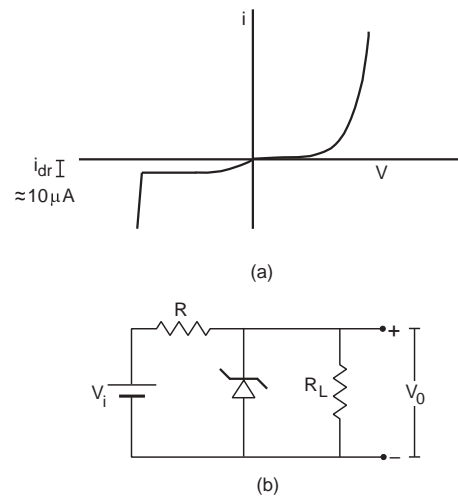 i
i_dr
V
≈10μA
(a)
R
+
V_i
R_L
V_0
−
(b)